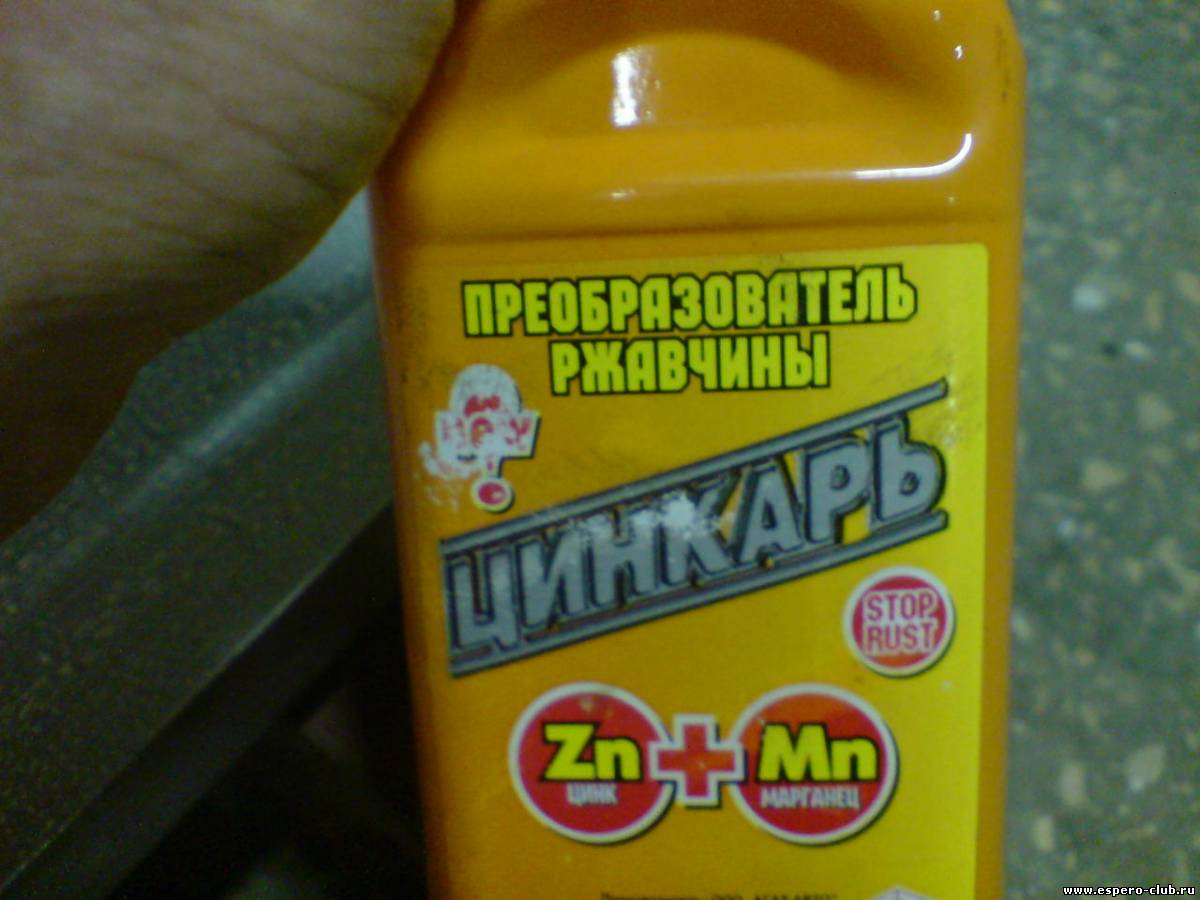 ПРЕОБРАЗОВАТЕЛЬ
РЖАВЧИНЫ
ЦИНКАРЬ
STOP
RUST
Zn + Mn
ЦИНК МАРГАНЕЦ
www.espero-club.ru